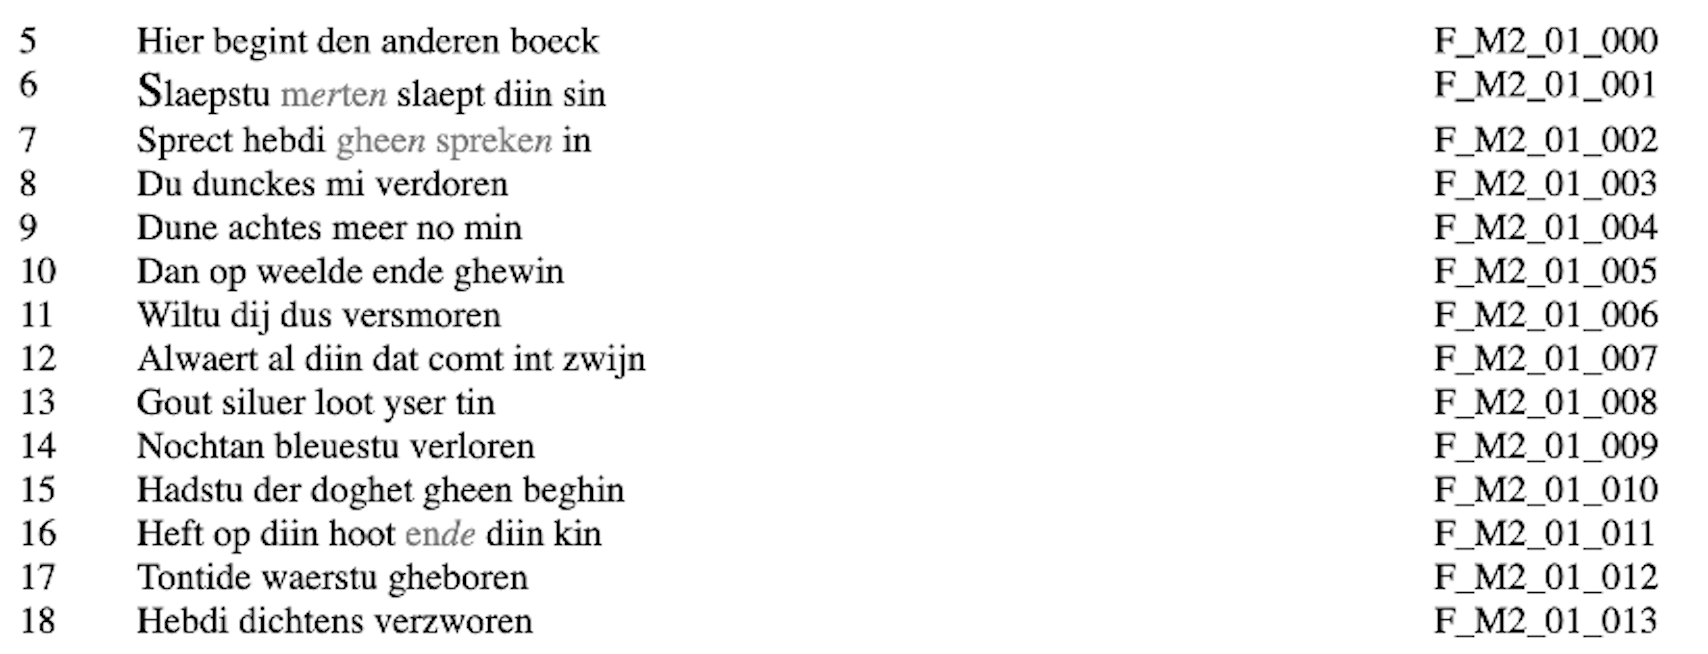 5 Hier begint den anderen boeck F_M2_01_000
6 Slaepstu merten slaept diin sin F_M2_01_001
7 Sprect hebdi gheen spreken in F_M2_01_002
8 Du dunckes mi verdoren F_M2_01_003
9 Dune achtes meer no min F_M2_01_004
10 Dan op weelde ende ghewin F_M2_01_005
11 Wiltu dij dus versmoren F_M2_01_006
12 Alwaert al diin dat comt int zwijn F_M2_01_007
13 Gout siluer loot yser tin F_M2_01_008
14 Nochtan bleuestu verloren F_M2_01_009
15 Hadstu der doghet gheen beghin F_M2_01_010
16 Heft op diin hoot ende diin kin F_M2_01_011
17 Tontide waerstu gheboren F_M2_01_012
18 Hebdi dichtens verzworen F_M2_01_013